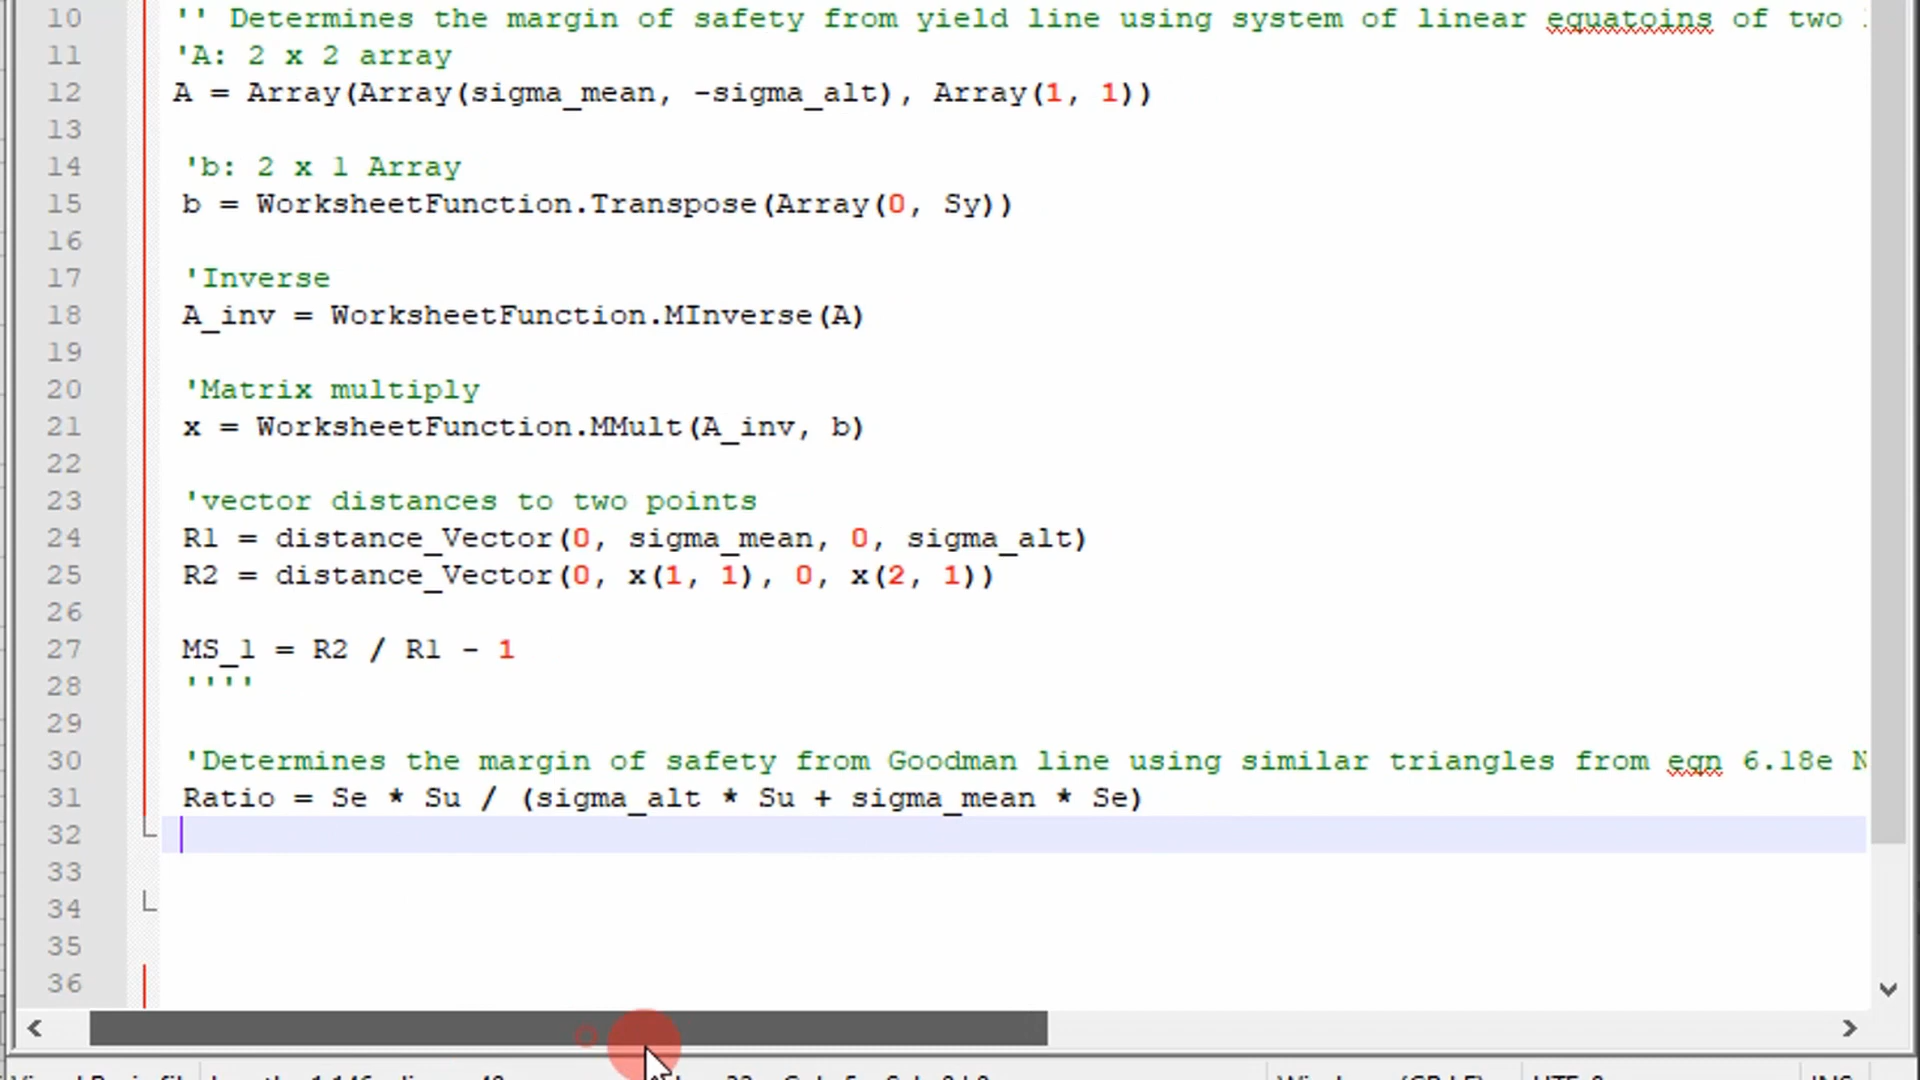 10 '' Determines the margin of safety from yield line using system of linear equatoins of two
11 'A: 2 x 2 array
12 A = Array(Array(sigma_mean, -sigma_alt), Array(1, 1))
13
14 'b: 2 x 1 Array
15 b = WorksheetFunction.Transpose(Array(0, Sy))
16
17 'Inverse
18 A_inv = WorksheetFunction.MInverse(A)
19
20 'Matrix multiply
21 x = WorksheetFunction.MMult(A_inv, b)
22
23 'vector distances to two points
24 R1 = distance_Vector(0, sigma_mean, 0, sigma_alt)
25 R2 = distance_Vector(0, x(1, 1), 0, x(2, 1))
26
27 MS_1 = R2 / R1 - 1
28 ''''
29
30 'Determines the margin of safety from Goodman line using similar triangles from eqn 6.18e N
31 Ratio = Se * Su / (sigma_alt * Su + sigma_mean * Se)
32
33
34
35
36